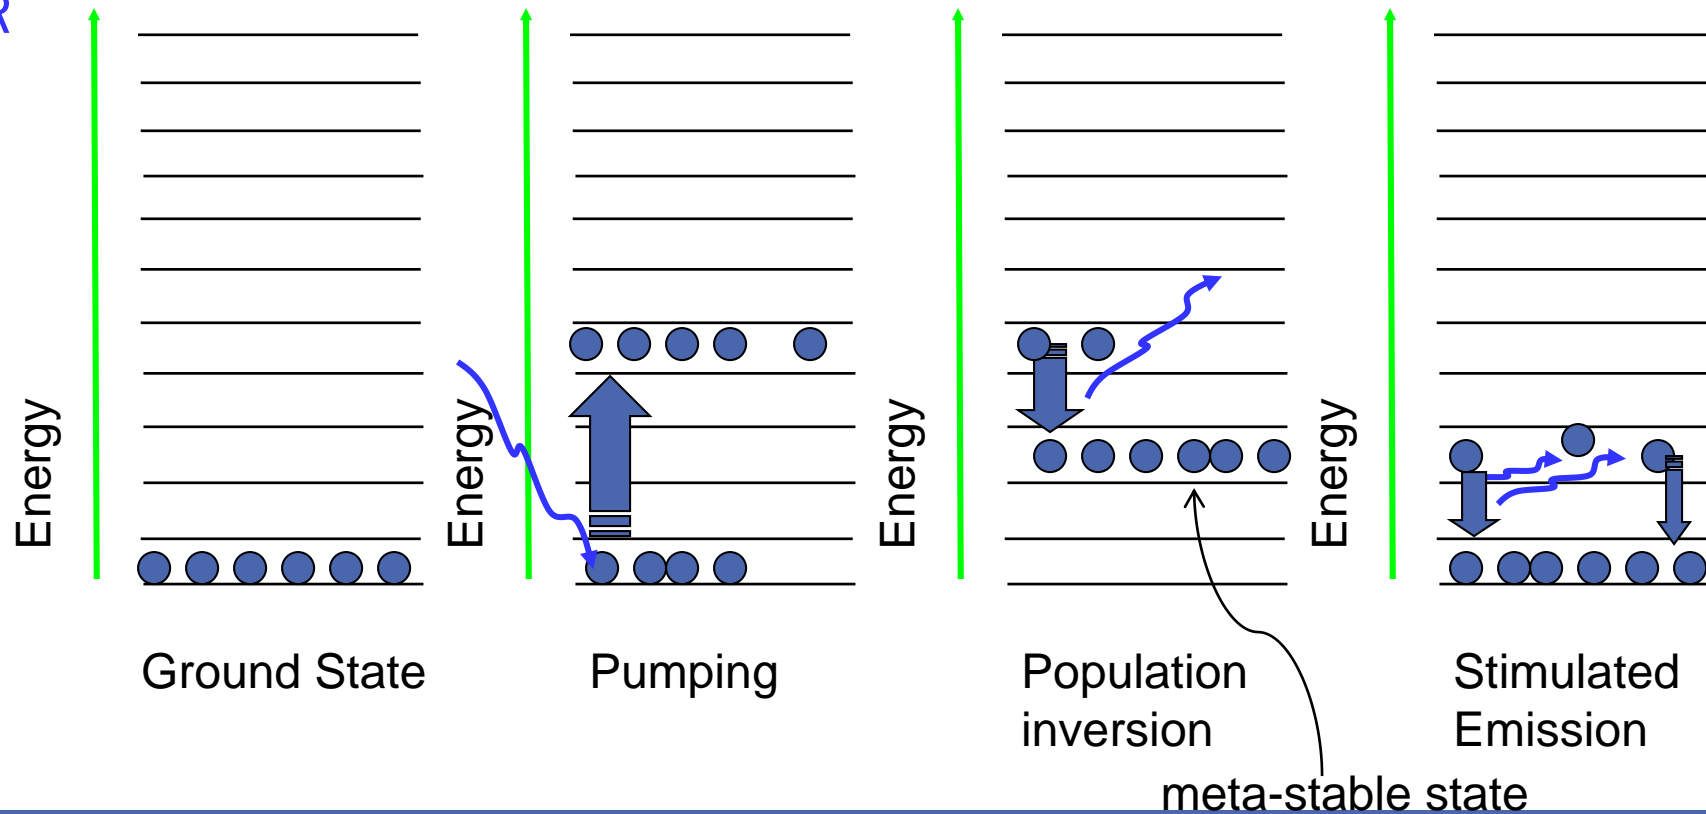 R
Energy
Energy
Energy
Energy
Ground State
Pumping
Population
inversion
Stimulated
Emission
meta-stable state